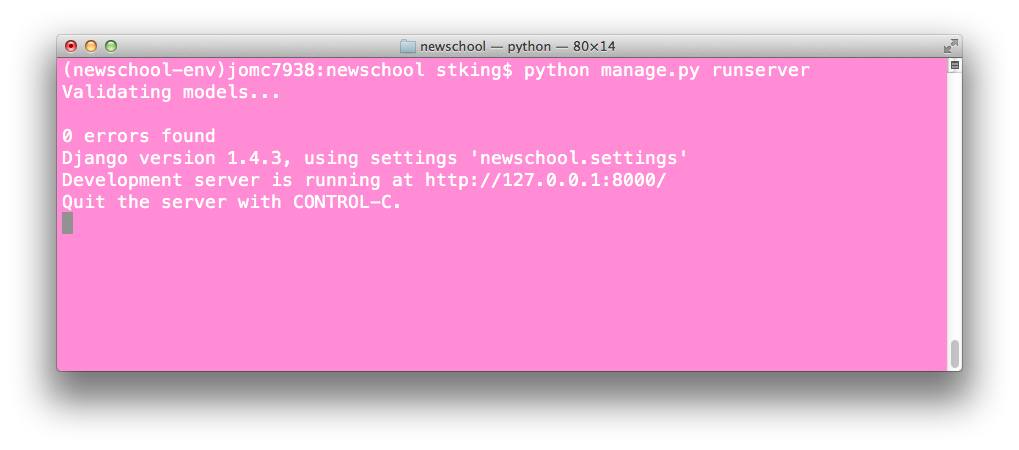 newschool — python — 80×14
(newschool-env)jomc7938:newschool stking$ python manage.py runserver
Validating models...
0 errors found
Django version 1.4.3, using settings 'newschool.settings'
Development server is running at http://127.0.0.1:8000/
Quit the server with CONTROL-C.